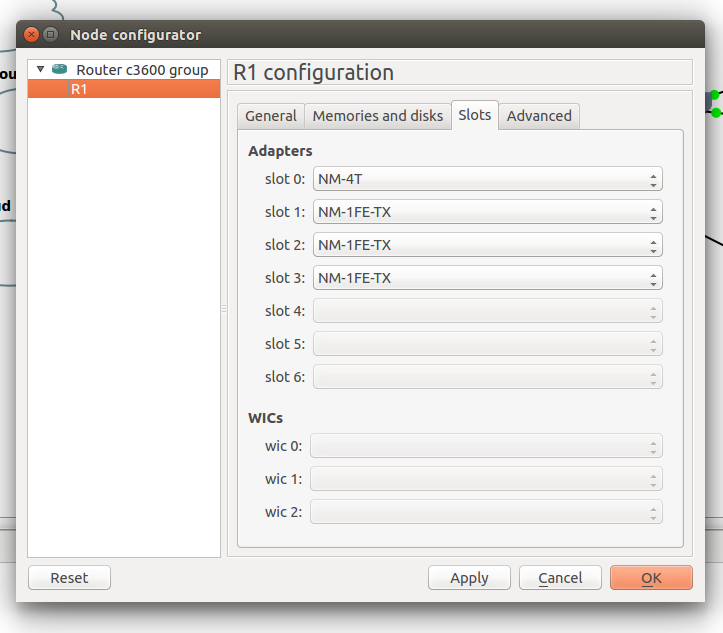 Node configurator
Router c3600 group
R1
R1 configuration
General Memories and disks Slots Advanced
Adapters
slot 0: NM-4T
slot 1: NM-1FE-TX
slot 2: NM-1FE-TX
slot 3: NM-1FE-TX
slot 4:
slot 5:
slot 6:
WICs
wic 0:
wic 1:
wic 2:
Reset Apply Cancel OK